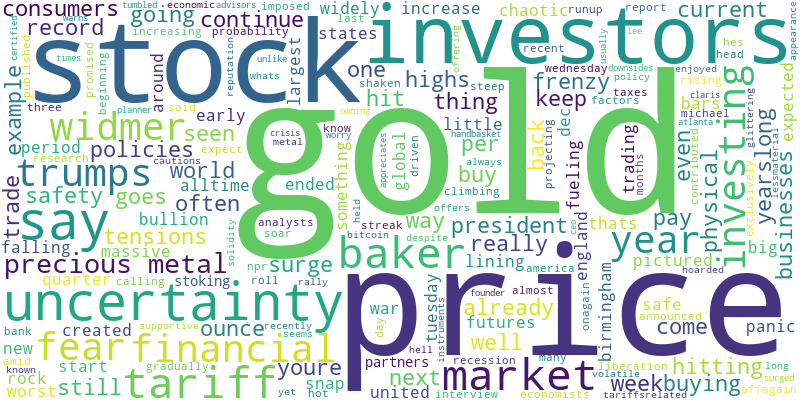 consumers tumbled economic advisors imposed widely increase chaotic runup report offering
warns
certified going continue
record probability current
increasing
stock investors
published promised
example times beginning reputation whats largest states unlike
around one highs frenzy
shaken steep recent wednesday head
hes lee appearance
usually policy downsides enjoyed rising
claris michael
three planner said early hit thing keep dec factors taxes bars
widmer seen
know little back atlanta glittering
owning
gold
period policies
crisis metal worry handbasket
appreciates always
research expect
cautions
something global driven per buy even projecting months trading fueling
investing physical yearslong expected
contributed exclusively lessmaterial
trumps world
safety goes often alltime ended climbing
way thats
held offers
trade say bullion analysts streak bitcoin despite
soar
president really year pay businesses
england
falling tensions massive solidity
baker lining america
pictured big
hoarded
precious metal surge npr roll rally almost
tuesday founder ceo onagain
price
quarter calling stoking
uncertainty ounce war already birmingham safe announced
day futures come panic
bank created supportive recently
seems
instruments
new amid fear financial youre well
hell many liberation long
gradually
known start partners recession economists volatile surged
rock still tariff snap next market week buying hitting
worst yet not united interview tariffsrelated offagain